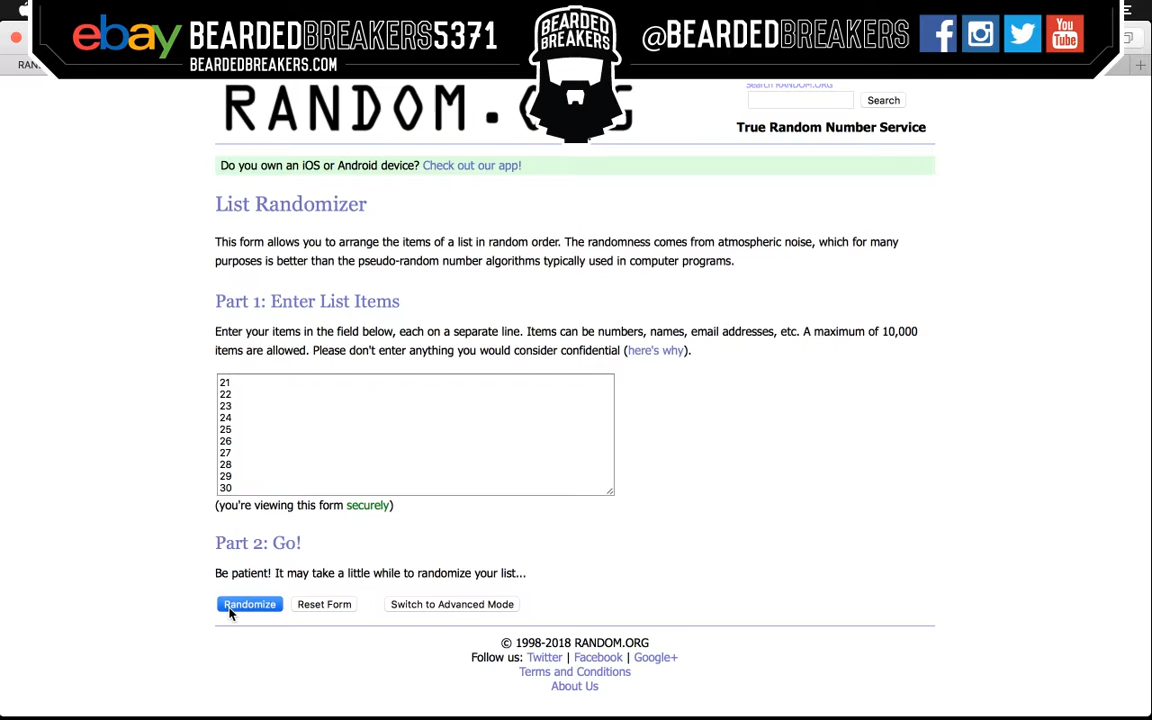 ebay BEARDEDBREAKERS5371
BEARDEDBREAKERS.COM
BEARDED
BREAKERS
@BEARDEDBREAKERS
You
Tube
RAN
Search RANDOM.ORG
RANDOM.ORG
Search
True Random Number Service
Do you own an iOS or Android device? Check out our app!
List Randomizer
This form allows you to arrange the items of a list in random order. The randomness comes from atmospheric noise, which for many
purposes is better than the pseudo-random number algorithms typically used in computer programs.
Part 1: Enter List Items
Enter your items in the field below, each on a separate line. Items can be numbers, names, email addresses, etc. A maximum of 10,000
items are allowed. Please don't enter anything you would consider confidential (here's why).
21
22
23
24
25
26
27
28
29
30
(you're viewing this form securely)
Part 2: Go!
Be patient! It may take a little while to randomize your list...
Randomize
Reset Form
Switch to Advanced Mode
© 1998-2018 RANDOM.ORG
Follow us: Twitter | Facebook | Google+
Terms and Conditions
About Us